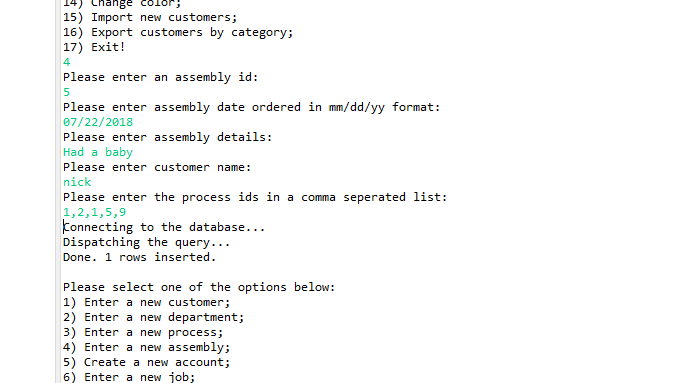 14) Change color;
15) Import new customers;
16) Export customers by category;
17) Exit!
4
Please enter an assembly id:
5
Please enter assembly date ordered in mm/dd/yy format:
07/22/2018
Please enter assembly details:
Had a baby
Please enter customer name:
nick
Please enter the process ids in a comma seperated list:
1,2,1,5,9
Connecting to the database...
Dispatching the query...
Done. 1 rows inserted.
Please select one of the options below:
1) Enter a new customer;
2) Enter a new department;
3) Enter a new process;
4) Enter a new assembly;
5) Create a new account;
6) Enter a new job;